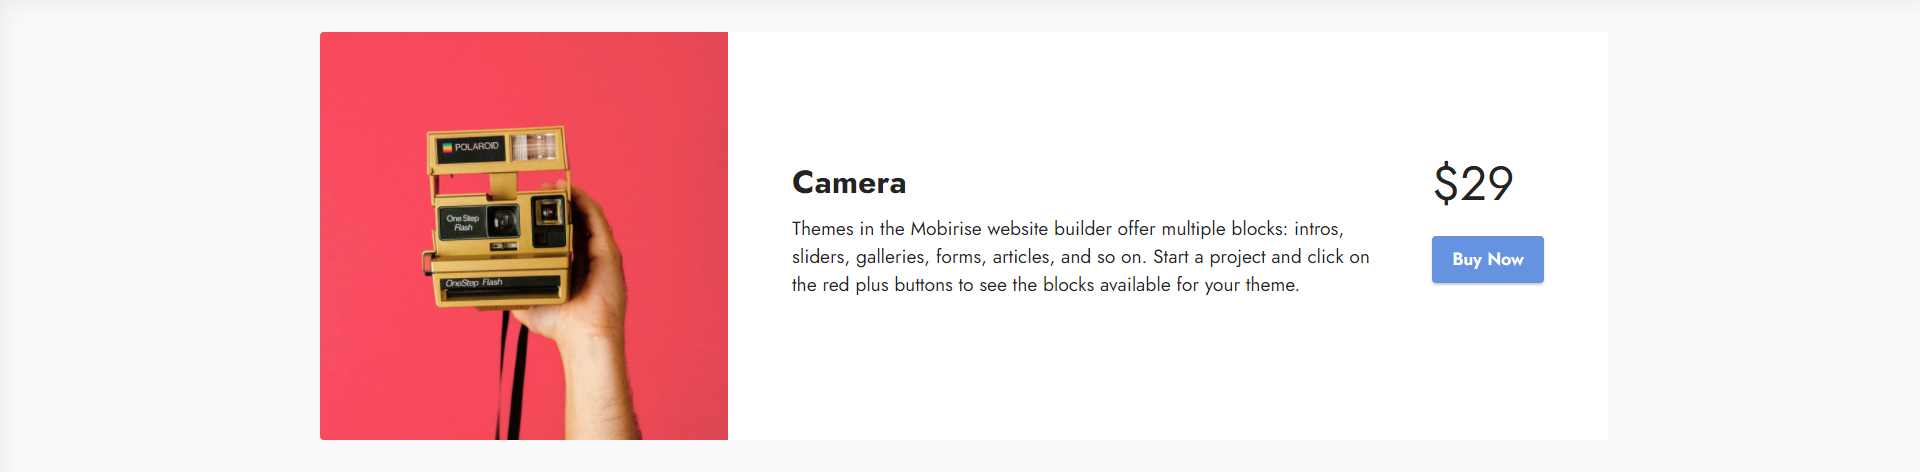 POLAROID
One Step
Flash
OneStep Flash
Camera
Themes in the Mobirise website builder offer multiple blocks: intros,
sliders, galleries, forms, articles, and so on. Start a project and click on
the red plus buttons to see the blocks available for your theme.
$29
Buy Now